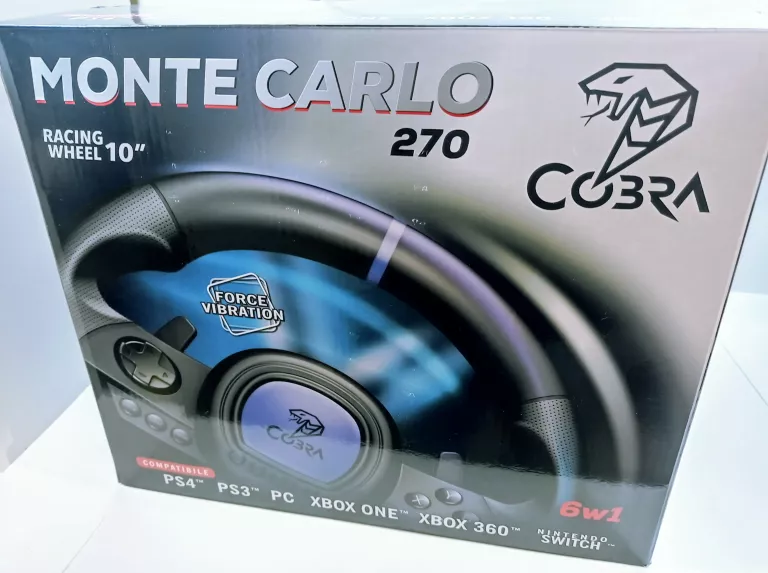 MONTE CARLO
270
RACING
WHEEL 10”
COBRA
FORCE
VIBRATION
COBRA
COMPATIBILE
PS4™ PS3™ PC XBOX ONE™ XBOX 360™ NINTENDO SWITCH™
6w1